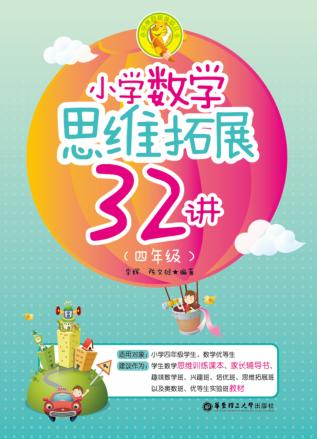 小学数学
思维拓展
32讲
（四年级）
李辉 陈文健◆编著
适用对象：小学四年级学生、数学优等生
建议作为：学生数学思维训练课本、家长辅导书、
趣味数学班、兴趣班、培优班、思维拓展班
以及奥数班、优等生实验班教材
华东理工大学出版社